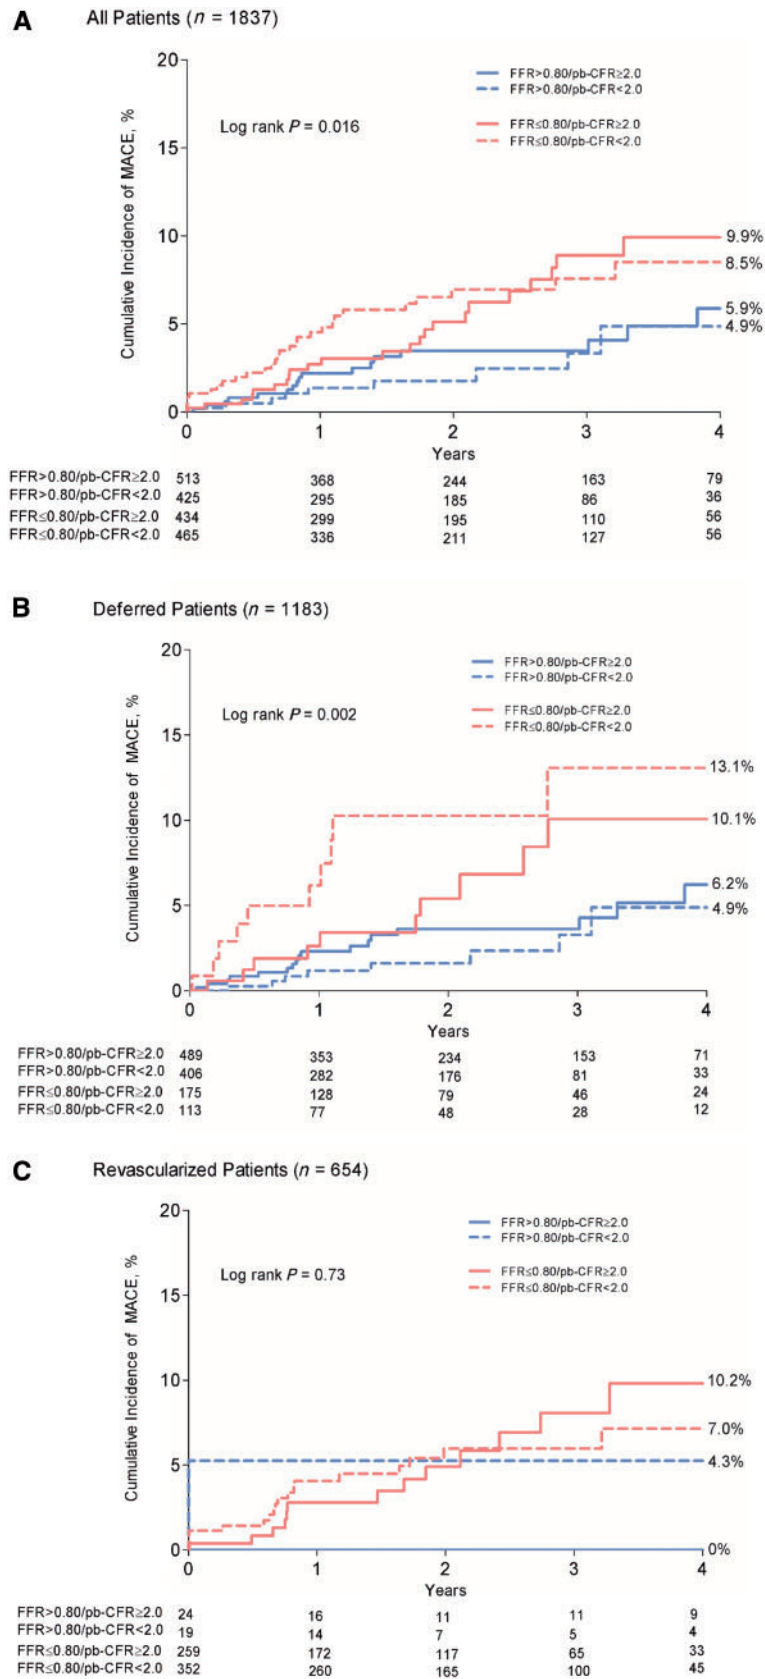 A
All Patients (n = 1837)
Cumulative Incidence of MACE, %
20
15
10
5
0
Log rank P = 0.016
FFR>0.80/pb-CFR≥2.0
FFR>0.80/pb-CFR<2.0
FFR≤0.80/pb-CFR≥2.0
FFR≤0.80/pb-CFR<2.0
9.9%
8.5%
5.9%
4.9%
0 1 2 3 4
Years
FFR>0.80/pb-CFR≥2.0 513 368 244 163 79
FFR>0.80/pb-CFR<2.0 425 295 185 86 36
FFR≤0.80/pb-CFR≥2.0 434 299 195 110 56
FFR≤0.80/pb-CFR<2.0 465 336 211 127 56
B
Deferred Patients (n = 1183)
Cumulative Incidence of MACE, %
20
15
10
5
0
Log rank P = 0.002
FFR>0.80/pb-CFR≥2.0
FFR>0.80/pb-CFR<2.0
FFR≤0.80/pb-CFR≥2.0
FFR≤0.80/pb-CFR<2.0
13.1%
10.1%
6.2%
4.9%
0 1 2 3 4
Years
FFR>0.80/pb-CFR≥2.0 489 353 234 153 71
FFR>0.80/pb-CFR<2.0 406 282 176 81 33
FFR≤0.80/pb-CFR≥2.0 175 128 79 46 24
FFR≤0.80/pb-CFR<2.0 113 77 48 28 12
C
Revascularized Patients (n = 654)
Cumulative Incidence of MACE, %
20
15
10
5
0
Log rank P = 0.73
FFR>0.80/pb-CFR≥2.0
FFR>0.80/pb-CFR<2.0
FFR≤0.80/pb-CFR≥2.0
FFR≤0.80/pb-CFR<2.0
10.2%
7.0%
4.3%
0%
0 1 2 3 4
Years
FFR>0.80/pb-CFR≥2.0 24 16 11 11 9
FFR>0.80/pb-CFR<2.0 19 14 7 5 4
FFR≤0.80/pb-CFR≥2.0 259 172 117 65 33
FFR≤0.80/pb-CFR<2.0 352 260 165 100 45